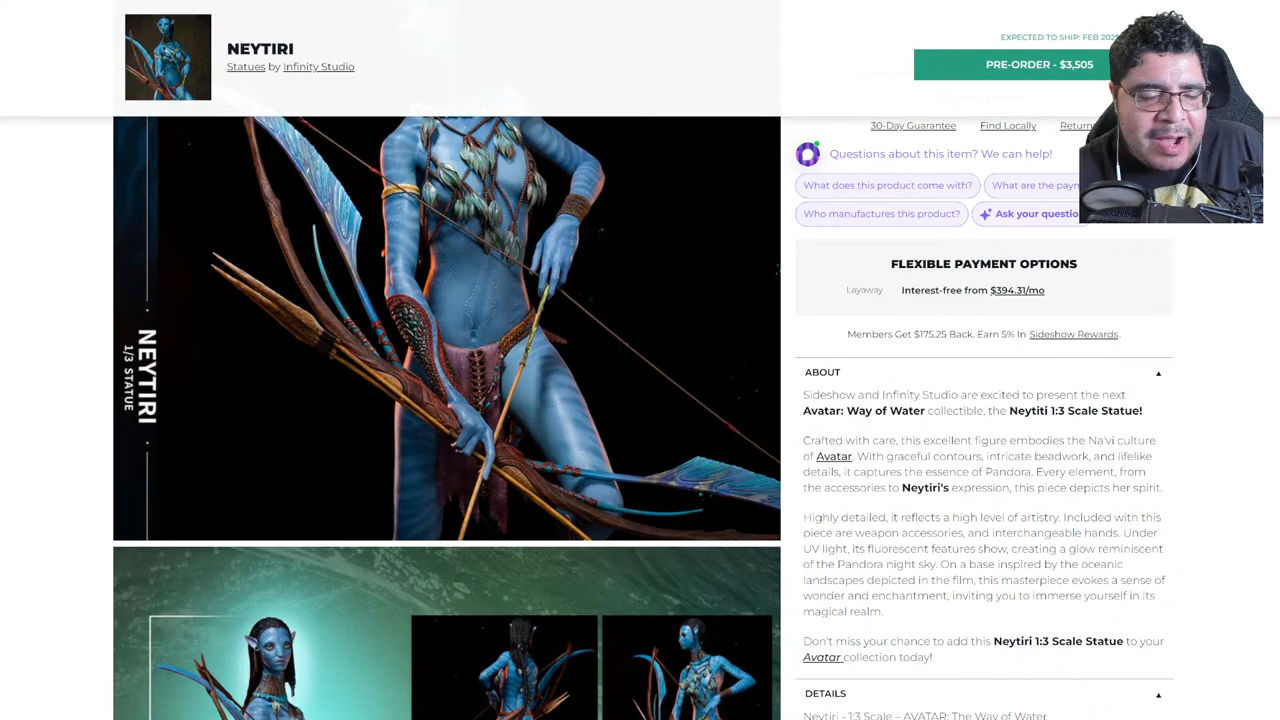 NEYTIRI
Statues by Infinity Studio
EXPECTED TO SHIP: FEB 2025
PRE-ORDER - $3,505
30-Day Guarantee Find Locally Return
Questions about this item? We can help!
What does this product come with? What are the paym
Who manufactures this product? Ask your questio
FLEXIBLE PAYMENT OPTIONS
Layaway Interest-free from $394.31/mo
Members Get $175.25 Back. Earn 5% In Sideshow Rewards.
ABOUT
Sideshow and Infinity Studio are excited to present the next
Avatar: Way of Water collectible, the Neytiti 1:3 Scale Statue!
Crafted with care, this excellent figure embodies the Na'vi culture
of Avatar. With graceful contours, intricate beadwork, and lifelike
details, it captures the essence of Pandora. Every element, from
the accessories to Neytiri's expression, this piece depicts her spirit.
Highly detailed, it reflects a high level of artistry. Included with this
piece are weapon accessories, and interchangeable hands. Under
UV light, its fluorescent features show, creating a glow reminiscent
of the Pandora night sky. On a base inspired by the oceanic
landscapes depicted in the film, this masterpiece evokes a sense of
wonder and enchantment, inviting you to immerse yourself in its
magical realm.
Don't miss your chance to add this Neytiri 1:3 Scale Statue to your
Avatar collection today!
DETAILS
Neytiri - 1:3 Scale – AVATAR: The Way of Water
NEYTIRI
1/3 STATUE